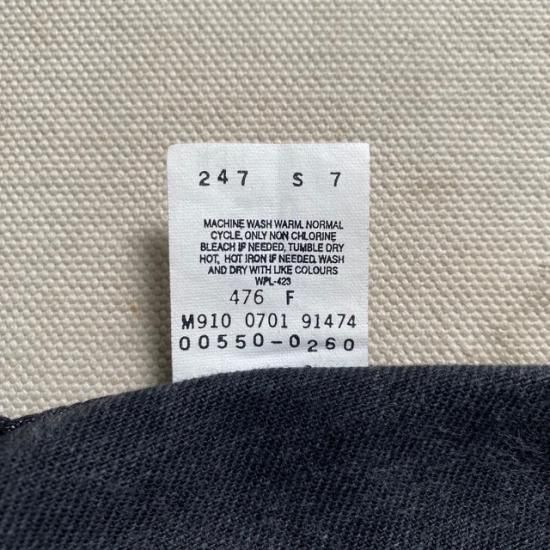 247 S 7
MACHINE WASH WARM. NORMAL
CYCLE, ONLY NON CHLORINE
BLEACH IF NEEDED, TUMBLE DRY
HOT, HOT IRON IF NEEDED. WASH
AND DRY WITH LIKE COLOURS
WPL-423
476 F
M910 0701 91474
00550-0260